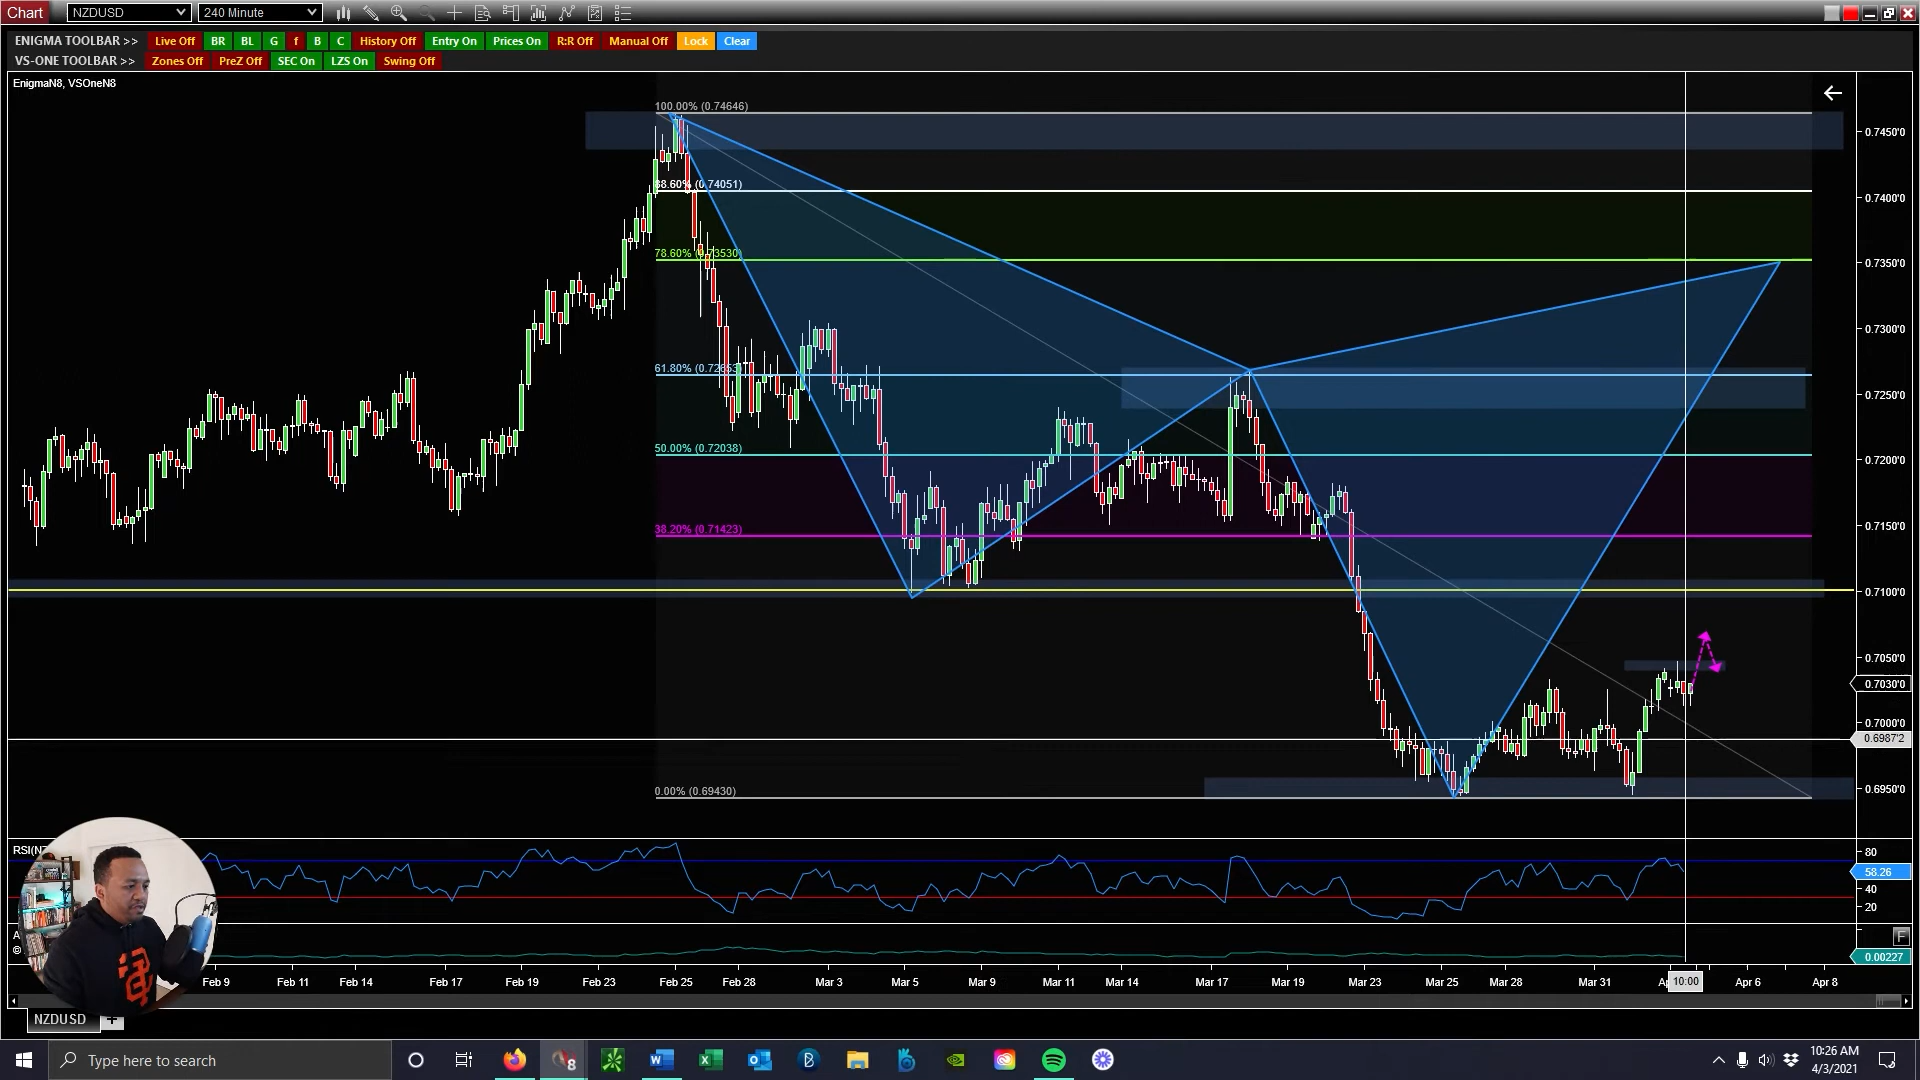 Chart NZDUSD 240 Minute
ENIGMA TOOLBAR >> Live Off BR BL G f B C History Off Entry On Prices On R:R Off Manual Off Lock Clear
VS-ONE TOOLBAR >> Zones Off PreZ Off SEC On LZS On Swing Off
EnigmaN8, VSOneN8
100.00% (0.74646)
0.7450'0
88.60% (0.74051)
0.7400'0
78.60% (0.73530)
0.7350'0
0.7300'0
61.80% (0.72653)
0.7250'0
50.00% (0.72038)
0.7200'0
38.20% (0.71423)
0.7150'0
0.7100'0
0.7050'0
0.7030'0
0.7000'0
0.6987'2
0.00% (0.69430)
0.6950'0
80
58.26
40
20
F
0.00227
Feb 9 Feb 11 Feb 14 Feb 17 Feb 19 Feb 23 Feb 25 Feb 28 Mar 3 Mar 5 Mar 9 Mar 11 Mar 14 Mar 17 Mar 19 Mar 23 Mar 25 Mar 28 Mar 31 10:00 Apr 6 Apr 8
NZDUSD +
Type here to search
10:26 AM
4/3/2021